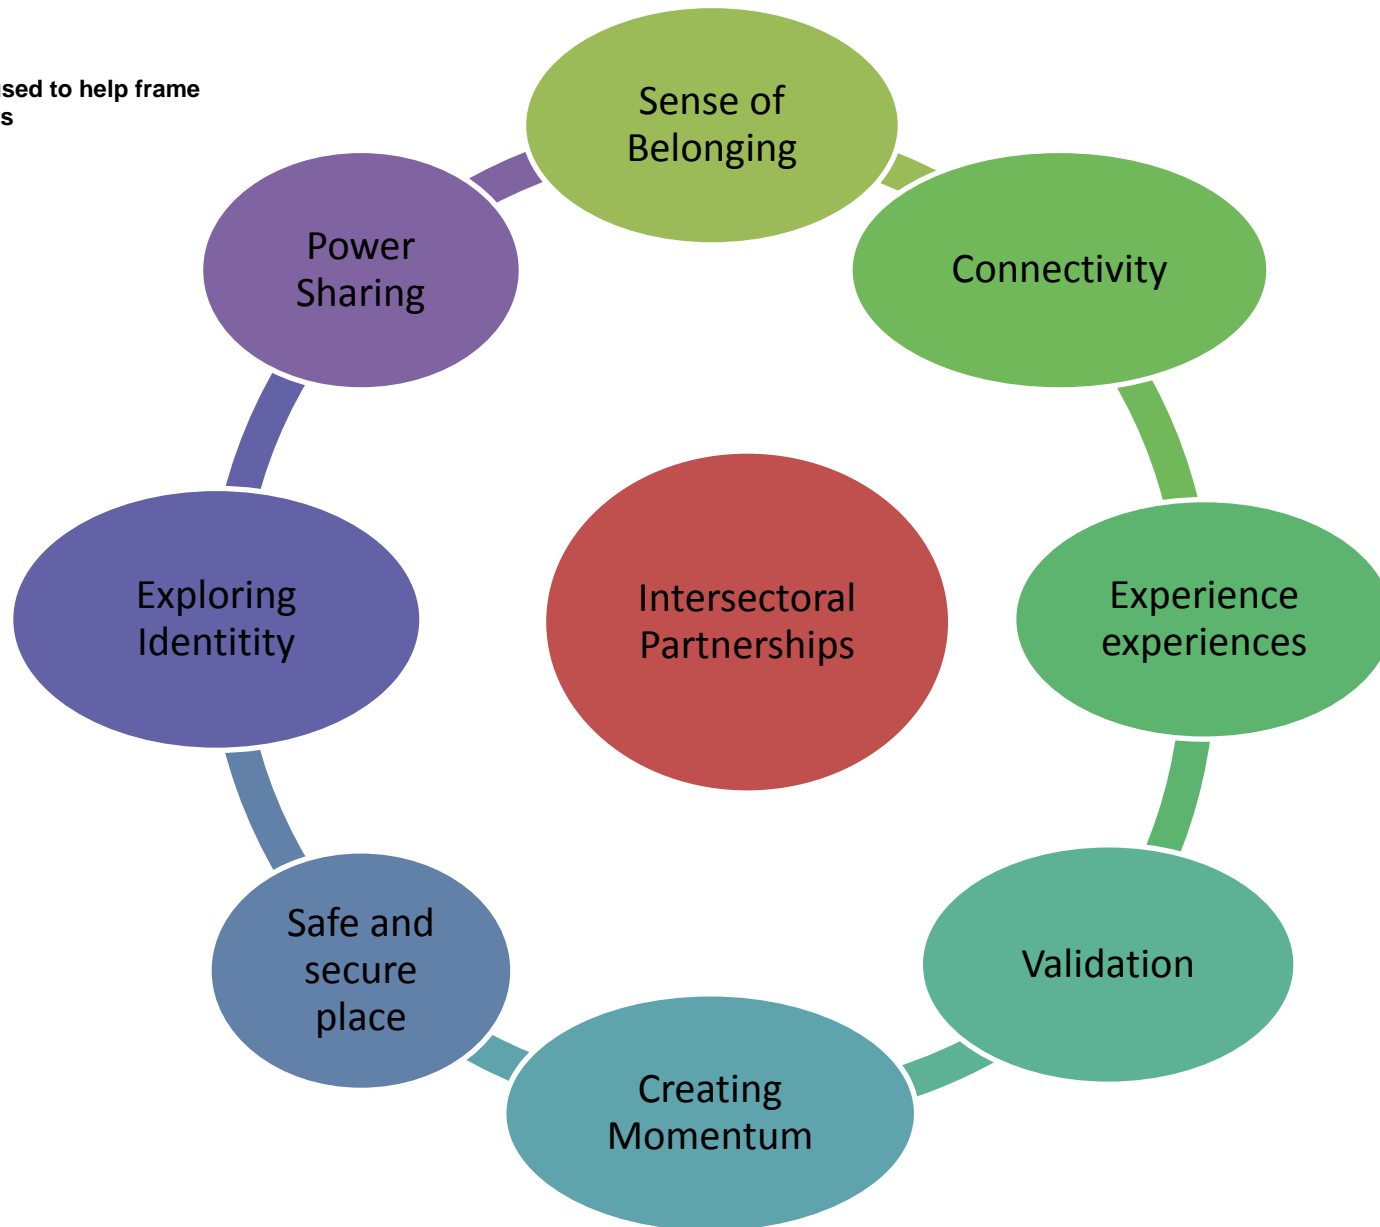 used to help frame
s
Sense of
Belonging
Connectivity
Experience
experiences
Validation
Creating
Momentum
Safe and
secure
place
Exploring
Identitity
Power
Sharing
Intersectoral
Partnerships